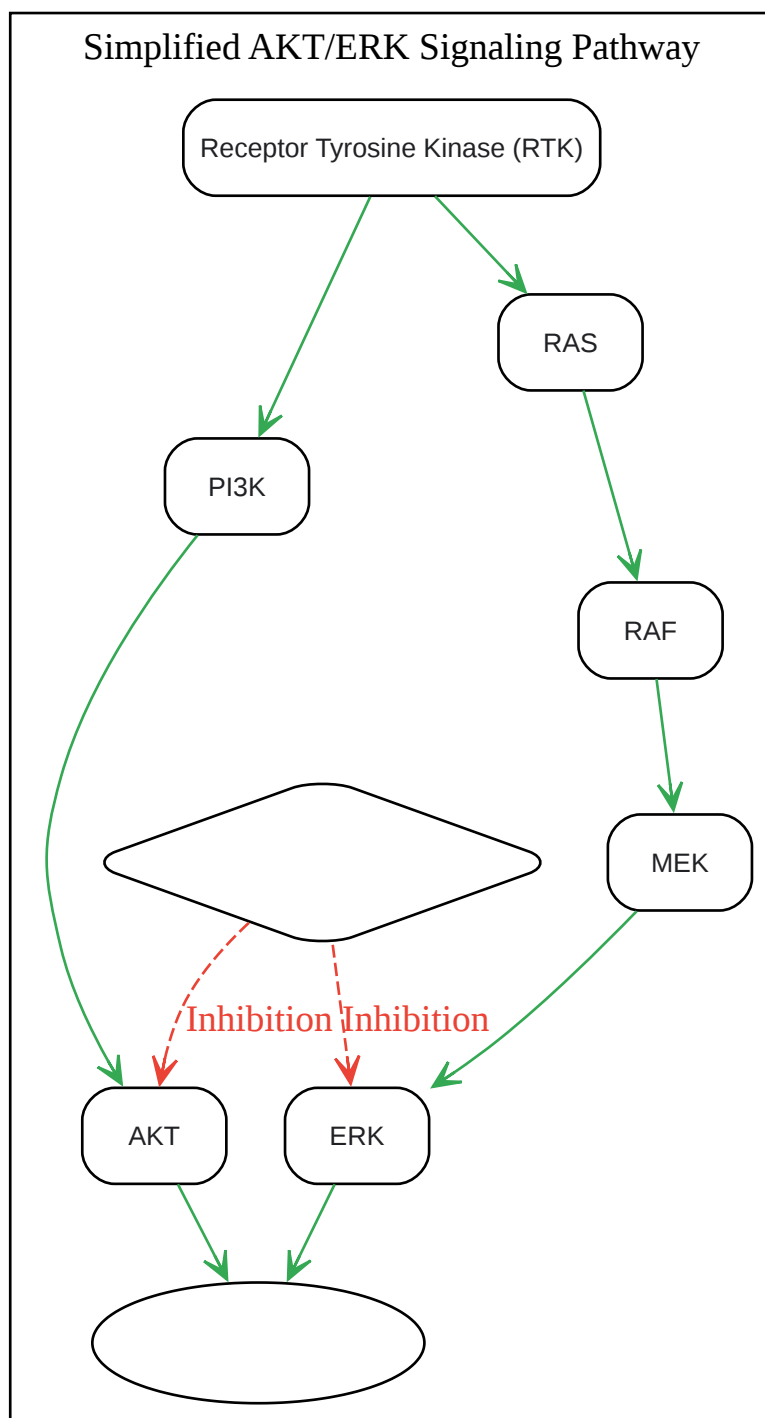 Simplified AKT/ERK Signaling Pathway
Receptor Tyrosine Kinase (RTK)
RAS
PI3K
RAF
MEK
Inhibition
Inhibition
AKT
ERK